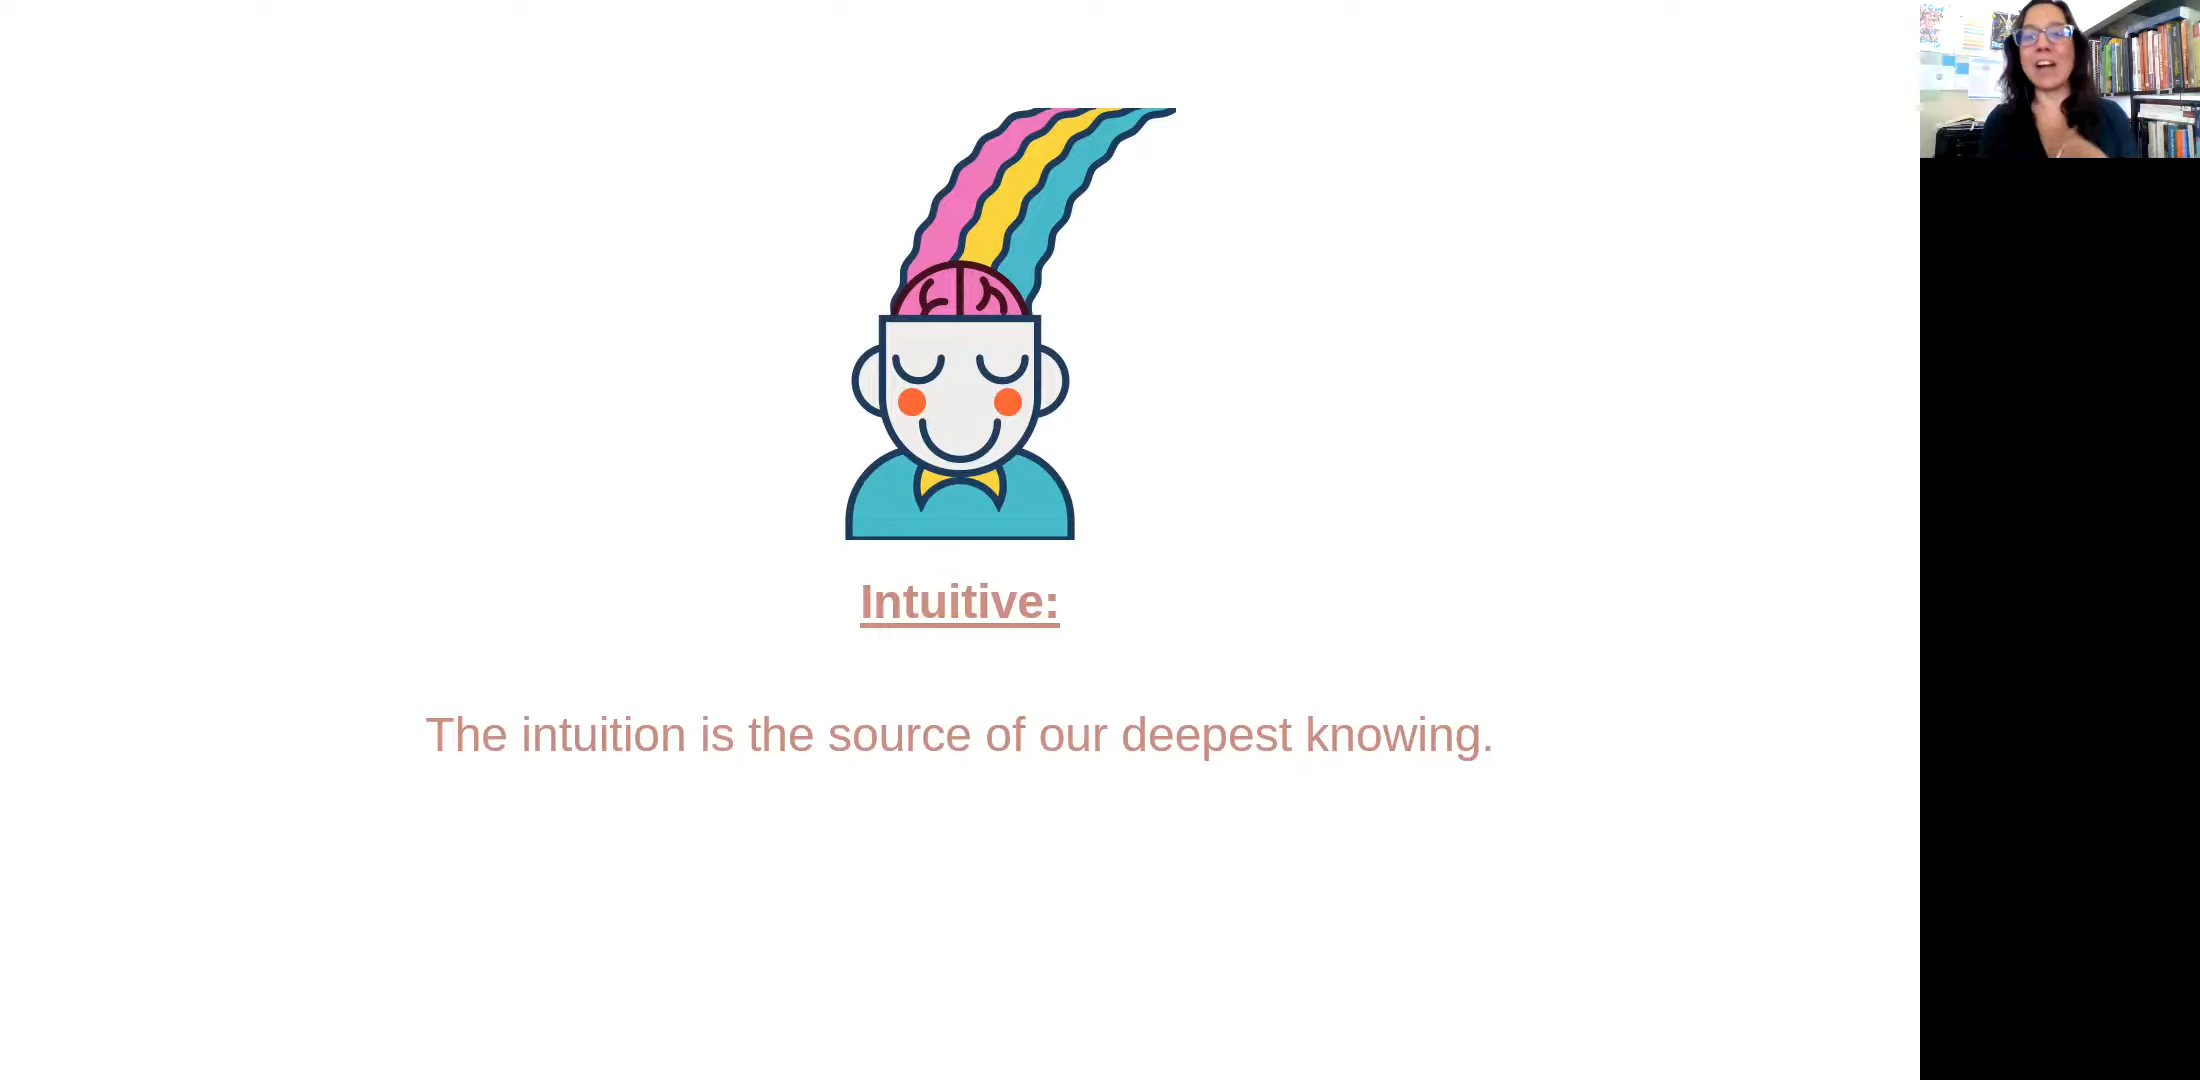 Intuitive:
The intuition is the source of our deepest knowing.